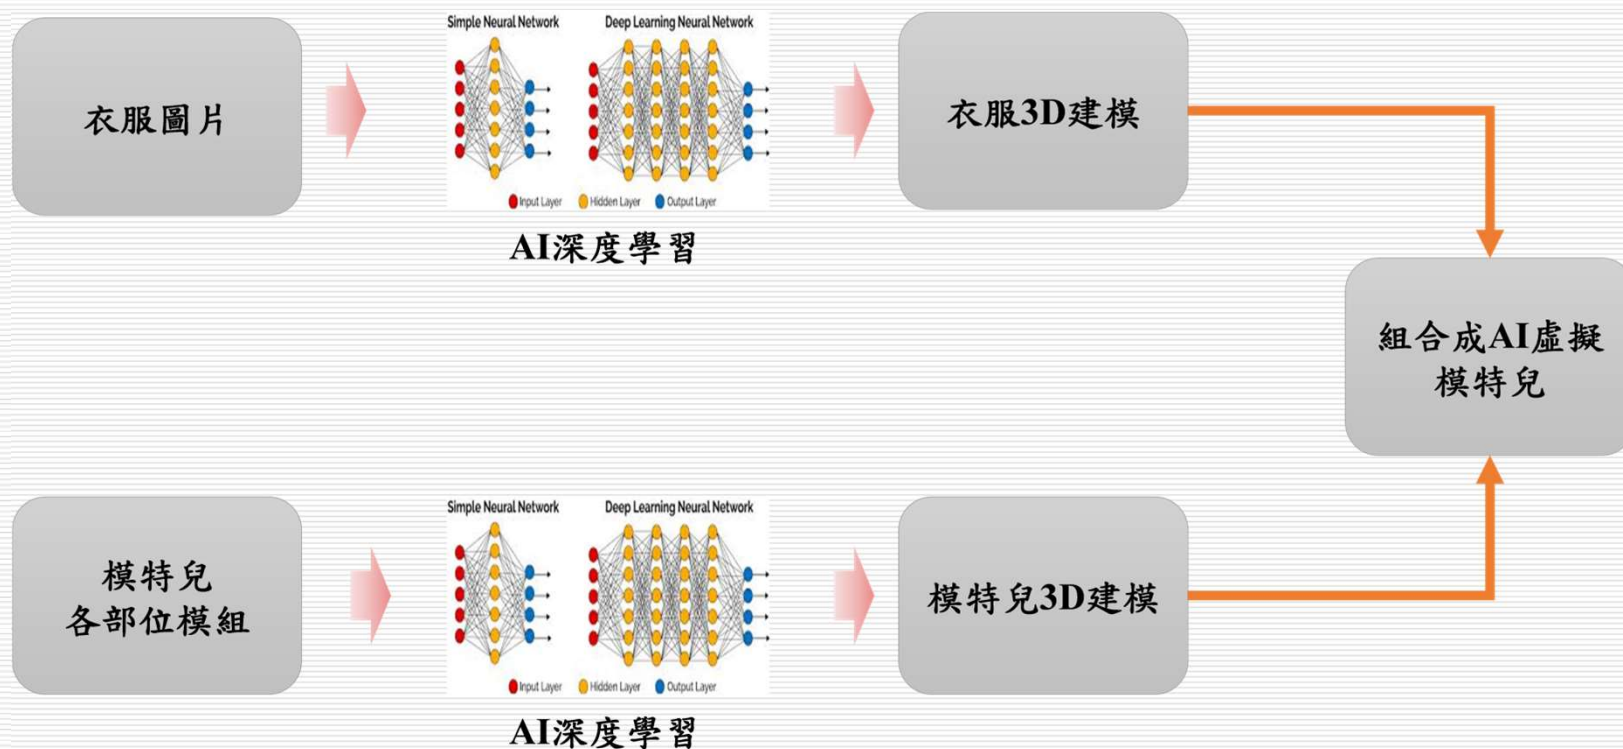 衣服圖片
Simple Neural Network
Deep Learning Neural Network
Input Layer
Hidden Layer
Output Layer
AI深度學習
衣服3D建模
組合成AI虛擬
模特兒
模特兒
各部位模組
Simple Neural Network
Deep Learning Neural Network
Input Layer
Hidden Layer
Output Layer
AI深度學習
模特兒3D建模